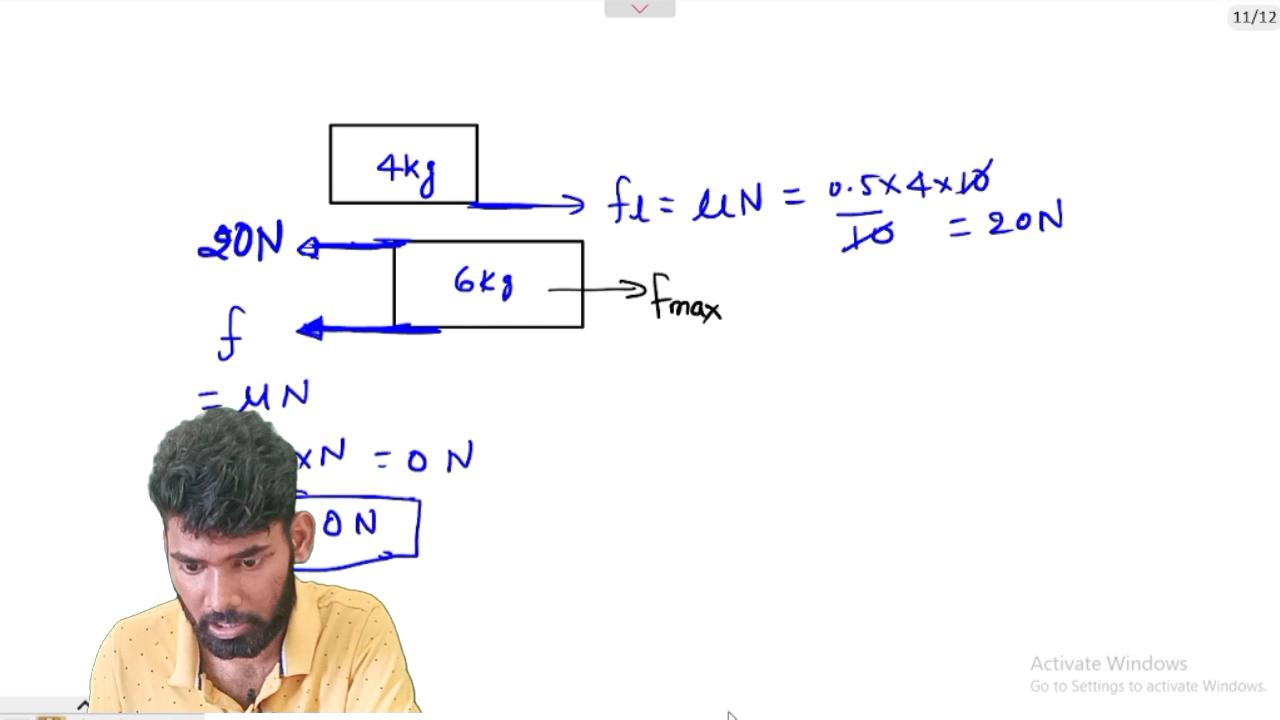 11/12
4kg
fl = μN = 0.5×4×10 / 10 = 20N
20N
6kg
fmax
f
= μN
×N = 0 N
0 N
Activate Windows
Go to Settings to activate Windows.